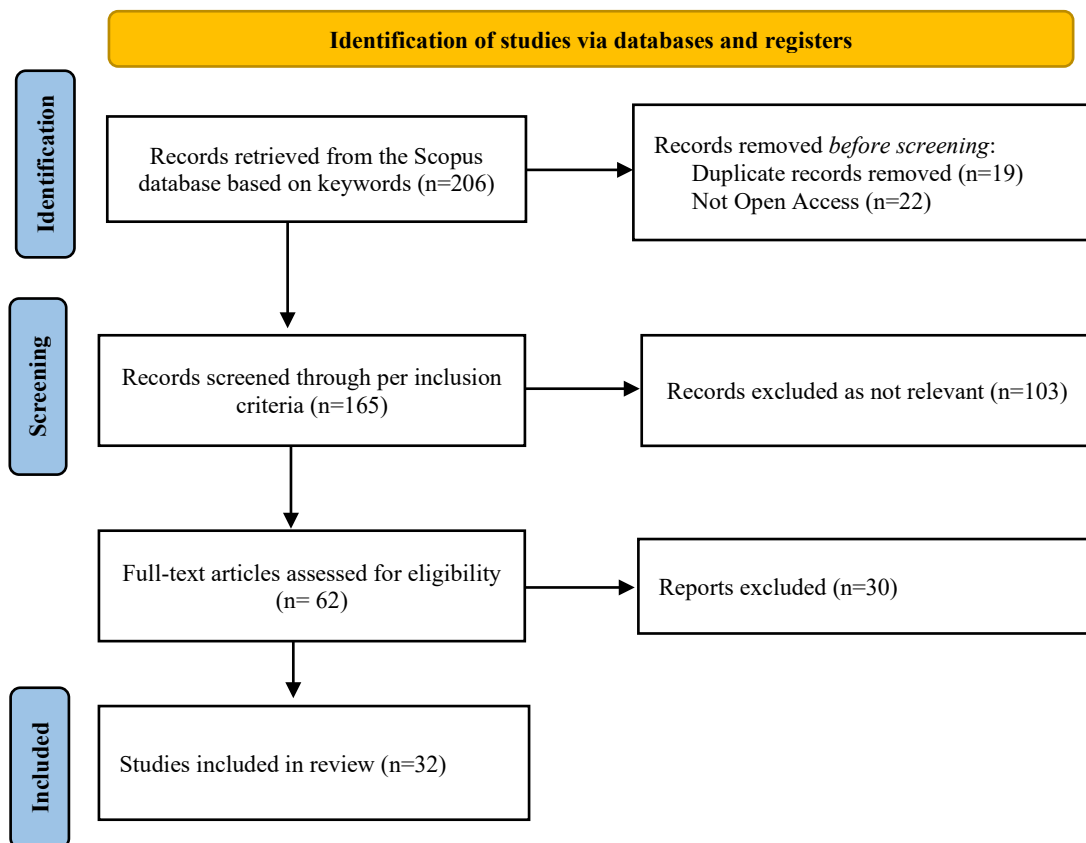 Identification of studies via databases and registers
Identification
Records retrieved from the Scopus
database based on keywords (n=206)
Records removed before screening:
Duplicate records removed (n=19)
Not Open Access (n=22)
Screening
Records screened through per inclusion
criteria (n=165)
Records excluded as not relevant (n=103)
Full-text articles assessed for eligibility
(n= 62)
Reports excluded (n=30)
Included
Studies included in review (n=32)